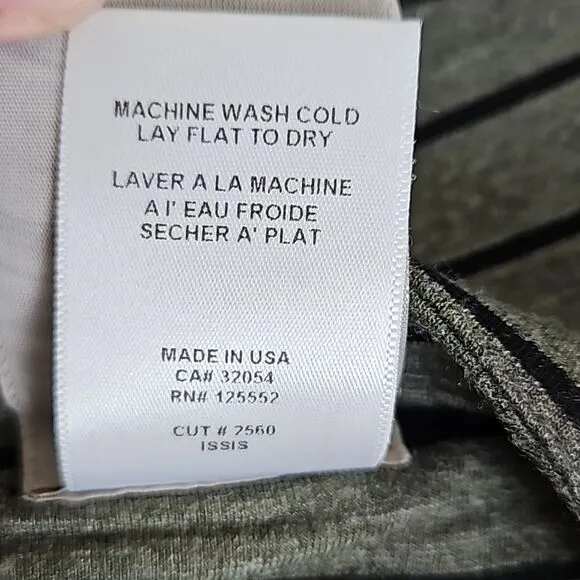 MACHINE WASH COLD
LAY FLAT TO DRY
LAVER A LA MACHINE
A l' EAU FROIDE
SECHER A' PLAT
MADE IN USA
CA# 32054
RN# 125552
CUT # 2560
ISSIS